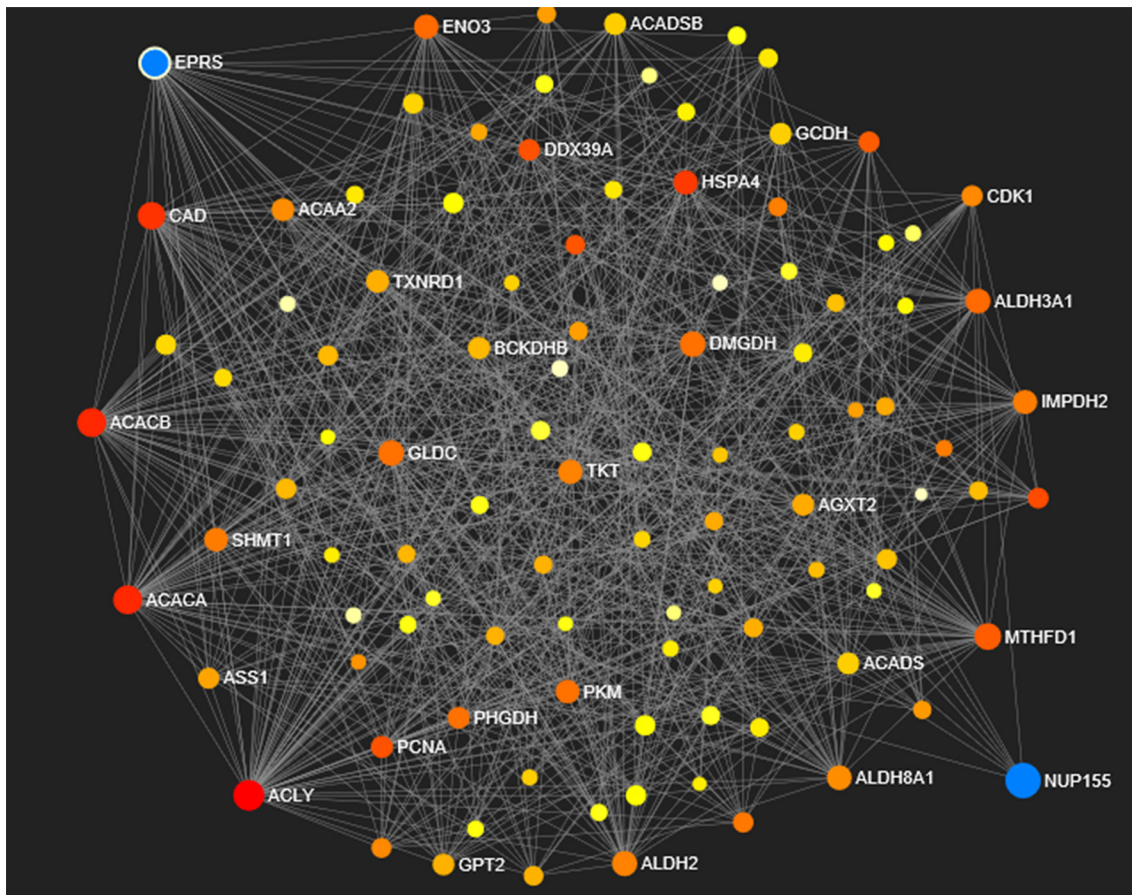 ENO3
ACADSB
EPRS
GCDH
DDX39A
HSPA4
CDK1
CAD
ACAA2
TXNRD1
ALDH3A1
BCKDHB
DMGDH
IMPDH2
ACACB
GLDC
TKT
AGXT2
SHMT1
ACACA
MTHFD1
ACADS
ASS1
PKM
PHGDH
PCNA
ALDH8A1
NUP155
ACLY
GPT2
ALDH2